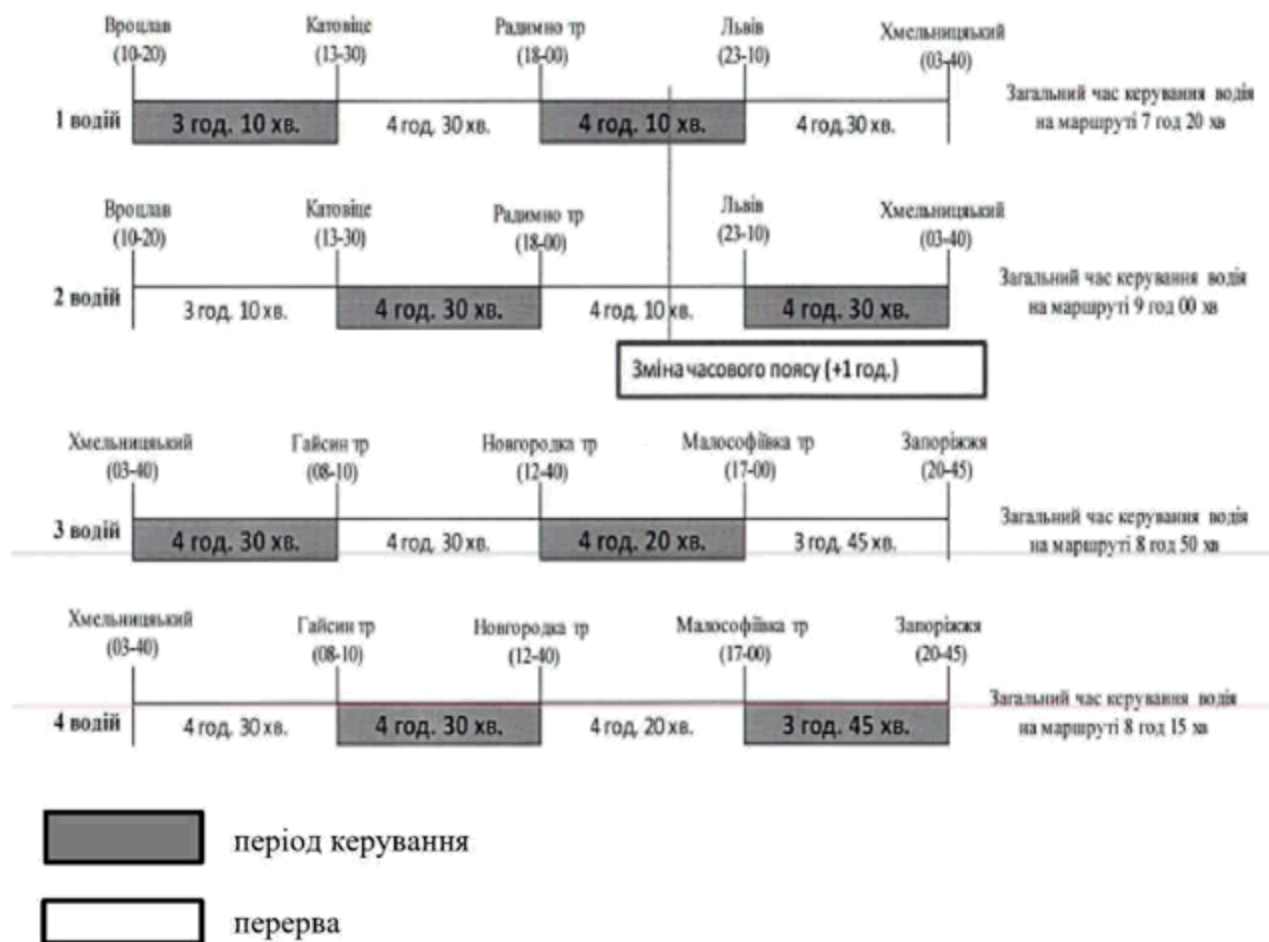 Вроцлав Катовіце Радимно тр Львів Хмельницький
(10-20) (13-30) (18-00) (23-10) (03-40)
Загальний час керування водія
1 водій 3 год. 10 хв. 4 год. 30 хв. 4 год. 10 хв. 4 год.30 хв. на маршруті 7 год 20 хв
Вроцлав Катовіце Радимно тр Львів Хмельницький
(10-20) (13-30) (18-00) (23-10) (03-40)
Загальний час керування водія
2 водій 3 год. 10 хв. 4 год. 30 хв. 4 год. 10 хв. 4 год. 30 хв. на маршруті 9 год 00 хв
Зміна часового поясу (+1 год.)
Хмельницький Гайсин тр Новгородка тр Малософіївка тр Запоріжжя
(03-40) (08-10) (12-40) (17-00) (20-45)
Загальний час керування водія
3 водій 4 год. 30 хв. 4 год. 30 хв. 4 год. 20 хв. 3 год. 45 хв. на маршруті 8 год 50 хв
Хмельницький Гайсин тр Новгородка тр Малософіївка тр Запоріжжя
(03-40) (08-10) (12-40) (17-00) (20-45)
Загальний час керування водія
4 водій 4 год. 30 хв. 4 год. 30 хв. 4 год. 20 хв. 3 год. 45 хв. на маршруті 8 год 15 хв
період керування
перерва